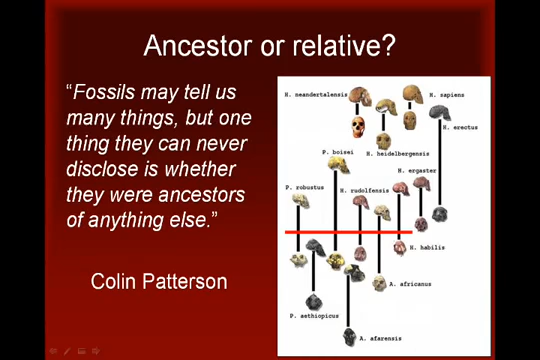 Ancestor or relative?
“Fossils may tell us
many things, but one
thing they can never
disclose is whether
they were ancestors
of anything else.”
Colin Patterson
H. neandertalensis
H. sapiens
H. erectus
P. boisei
H. heidelbergensis
H. ergaster
P. robustus
H. rudolfensis
H. habilis
A. africanus
P. aethiopicus
A. afarensis